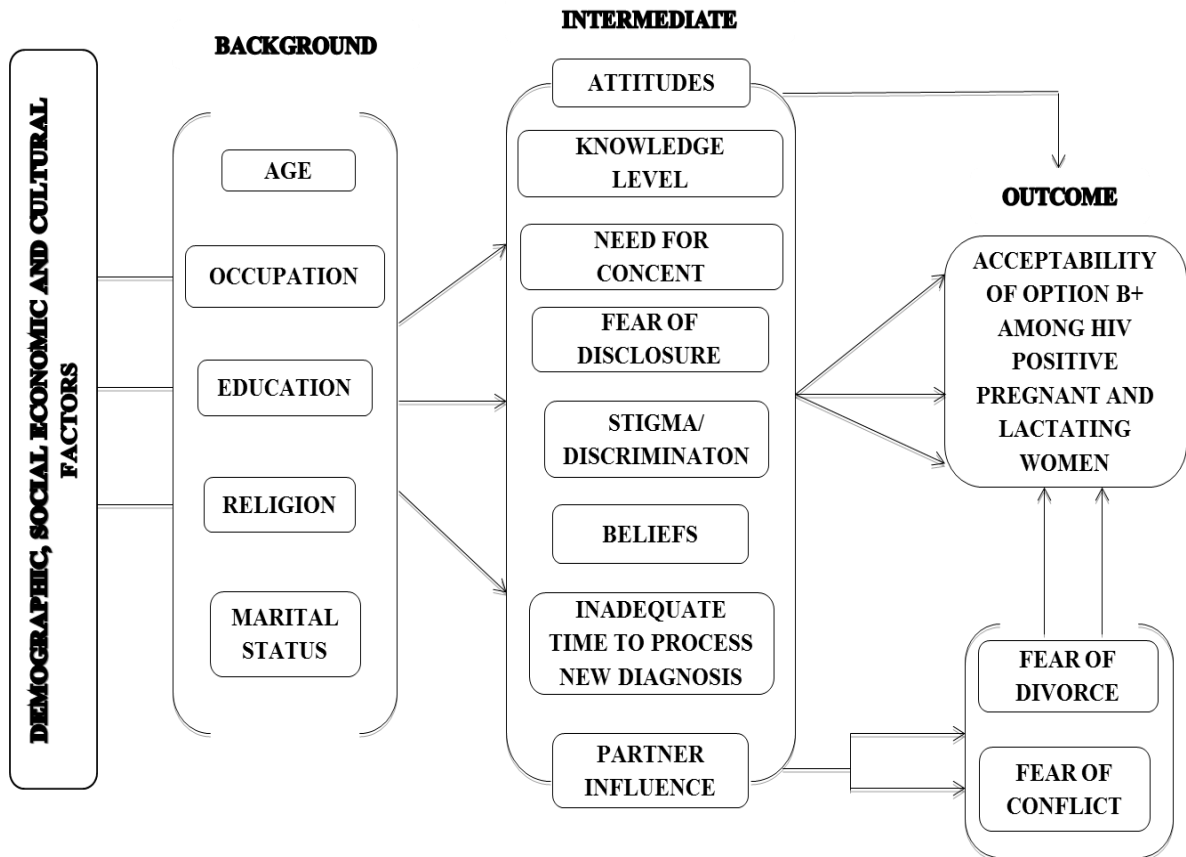 DEMOGRAPHIC, SOCIAL ECONOMIC AND CULTURAL
FACTORS
BACKGROUND
AGE
OCCUPATION
EDUCATION
RELIGION
MARITAL
STATUS
INTERMEDIATE
ATTITUDES
KNOWLEDGE
LEVEL
NEED FOR
CONCENT
FEAR OF
DISCLOSURE
STIGMA/
DISCRIMINATON
BELIEFS
INADEQUATE
TIME TO PROCESS
NEW DIAGNOSIS
PARTNER
INFLUENCE
OUTCOME
ACCEPTABILITY
OF OPTION B+
AMONG HIV
POSITIVE
PREGNANT AND
LACTATING
WOMEN
FEAR OF
DIVORCE
FEAR OF
CONFLICT